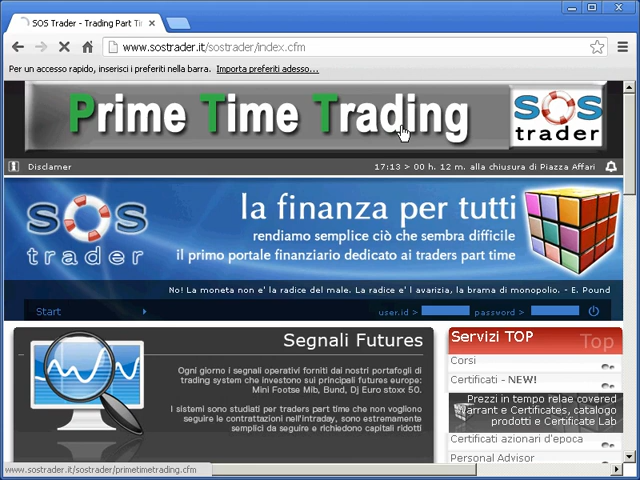 SOS Trader - Trading Part Tim
www.sostrader.it/sostrader/index.cfm
Per un accesso rapido, inserisci i preferiti nella barra. Importa preferiti adesso...
Prime Time Trading
SOS trader
Disclamer
17:13 > 00 h. 12 m. alla chiusura di Piazza Affari
SOS trader
la finanza per tutti
rendiamo semplice ciò che sembra difficile
il primo portale finanziario dedicato ai traders part time
No! La moneta non e' la radice del male. La radice e' l avarizia, la brama di monopolio. - E. Pound
Start
user.id >
password >
Segnali Futures
Ogni giorno i segnali operativi forniti dai nostri portafogli di
trading system che investono sui principali futures europe:
Mini Footse Mib, Bund, Dj Euro stoxx 50.
I sistemi sono studiati per traders part time che non vogliono
seguire le contrattazioni nell'intraday, sono estremamente
semplici da seguire e richiedono capitali ridotti
Servizi TOP
Top
Corsi
Certificati - NEW!
Prezzi in tempo relae covered
warrant e Certificates, catalogo
prodotti e Certificate Lab
Certificati azionari d'epoca
Personal Advisor
www.sostrader.it/sostrader/primetimetrading.cfm